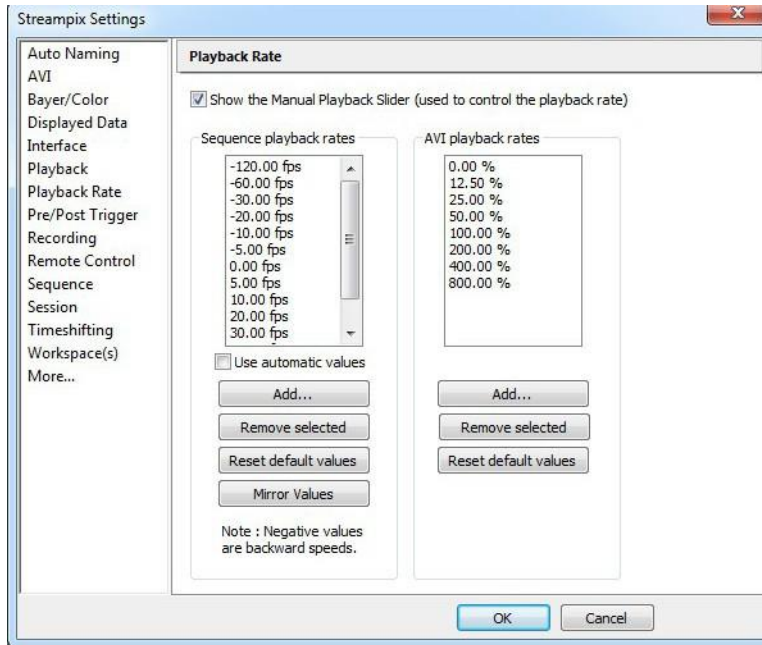 Streampix Settings
Auto Naming
AVI
Bayer/Color
Displayed Data
Interface
Playback
Playback Rate
Pre/Post Trigger
Recording
Remote Control
Sequence
Session
Timeshifting
Workspace(s)
More...
Playback Rate
Show the Manual Playback Slider (used to control the playback rate)
Sequence playback rates
-120.00 fps
-60.00 fps
-30.00 fps
-20.00 fps
-10.00 fps
-5.00 fps
0.00 fps
5.00 fps
10.00 fps
20.00 fps
30.00 fps
Use automatic values
Add...
Remove selected
Reset default values
Mirror Values
Note : Negative values
are backward speeds.
AVI playback rates
0.00 %
12.50 %
25.00 %
50.00 %
100.00 %
200.00 %
400.00 %
800.00 %
Add...
Remove selected
Reset default values
OK
Cancel